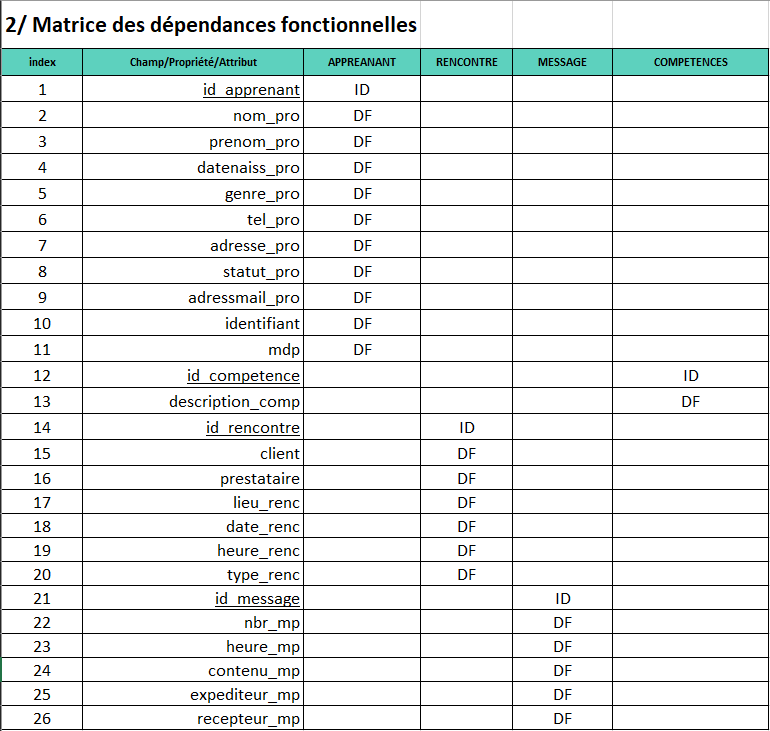 2/ Matrice des dépendances fonctionnelles
index Champ/Propriété/Attribut APPREANANT RENCONTRE MESSAGE COMPETENCES
1 id_apprenant ID
2 nom_pro DF
3 prenom_pro DF
4 datenaiss_pro DF
5 genre_pro DF
6 tel_pro DF
7 adresse_pro DF
8 statut_pro DF
9 adressmail_pro DF
10 identifiant DF
11 mdp DF
12 id_competence ID
13 description_comp DF
14 id_rencontre ID
15 client DF
16 prestataire DF
17 lieu_renc DF
18 date_renc DF
19 heure_renc DF
20 type_renc DF
21 id_message ID
22 nbr_mp DF
23 heure_mp DF
24 contenu_mp DF
25 expediteur_mp DF
26 recepteur_mp DF